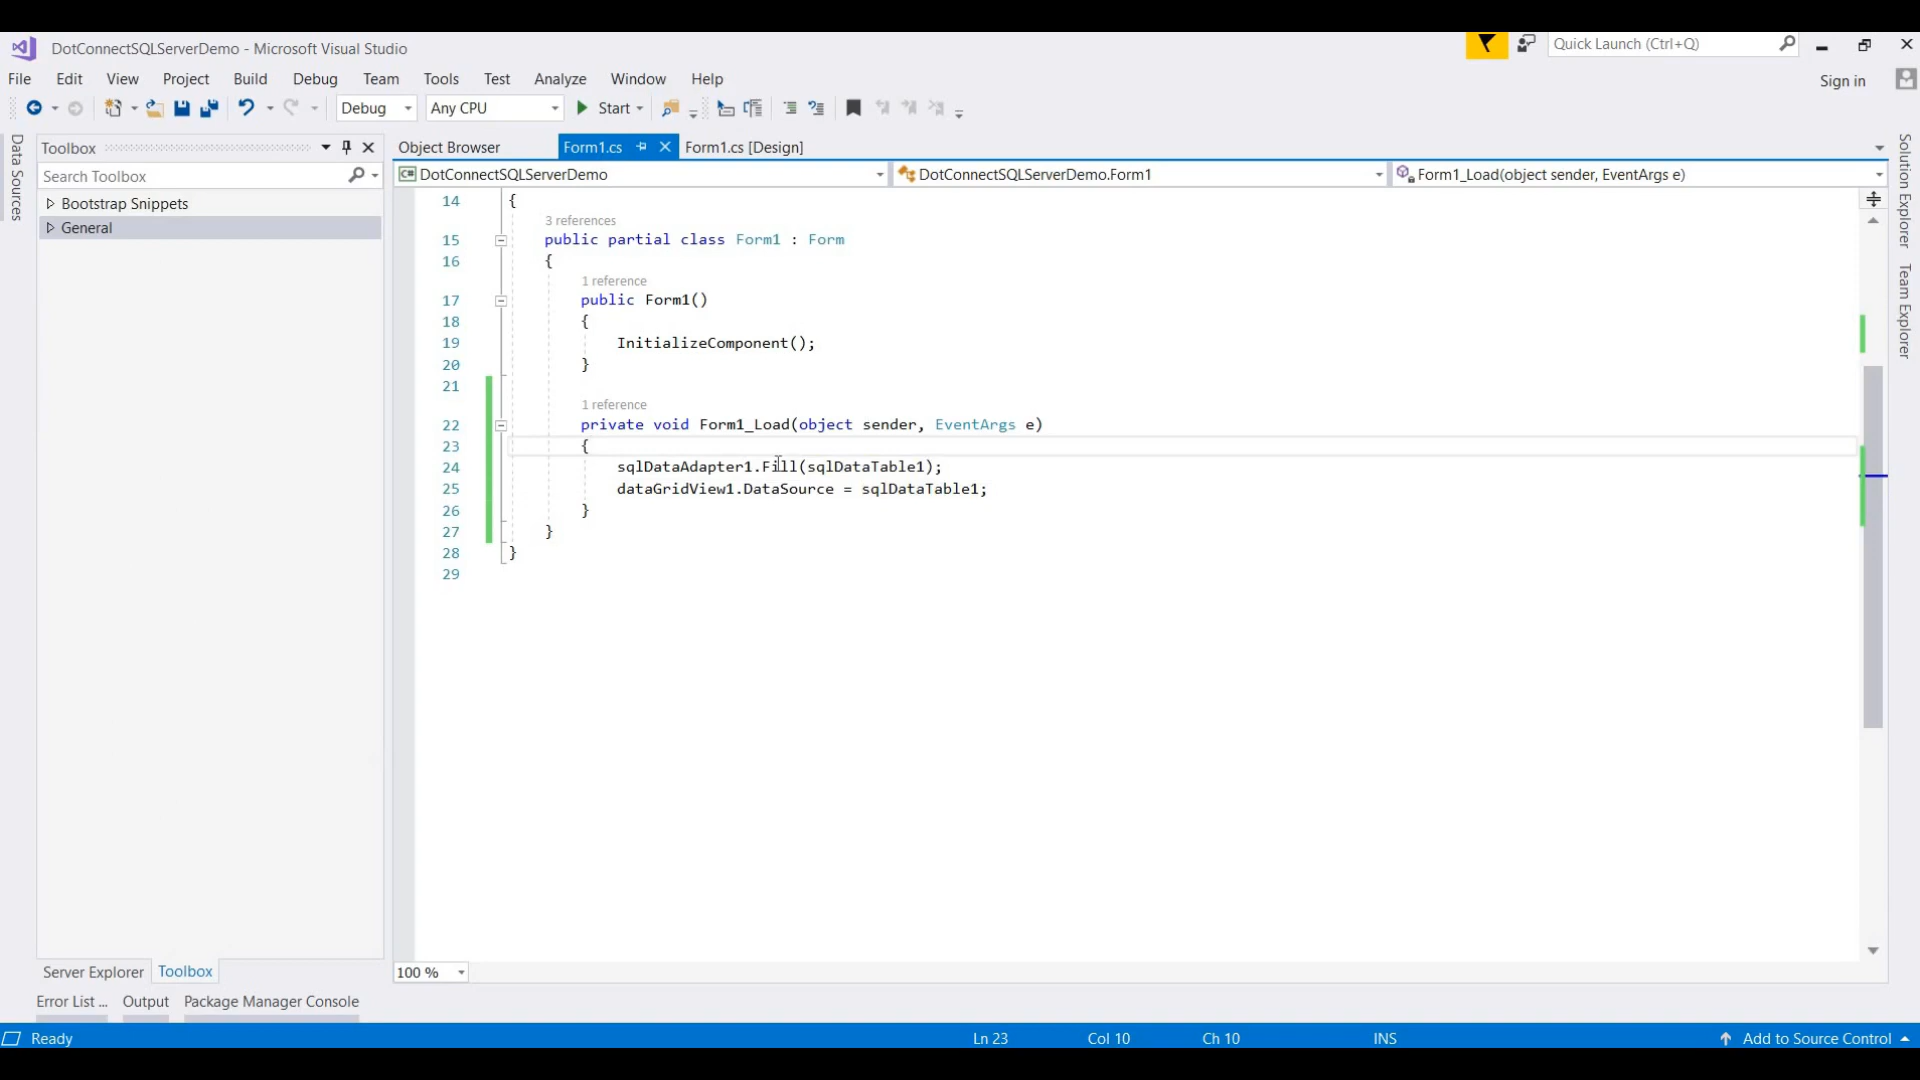 DotConnectSQLServerDemo - Microsoft Visual Studio
Quick Launch (Ctrl+Q)
File Edit View Project Build Debug Team Tools Test Analyze Window Help
Sign in
Debug Any CPU Start
Data Sources
Toolbox
Search Toolbox
Bootstrap Snippets
General
Object Browser Form1.cs Form1.cs [Design]
DotConnectSQLServerDemo DotConnectSQLServerDemo.Form1 Form1_Load(object sender, EventArgs e)
14 {
3 references
15 public partial class Form1 : Form
16 {
1 reference
17 public Form1()
18 {
19 InitializeComponent();
20 }
21
1 reference
22 private void Form1_Load(object sender, EventArgs e)
23 {
24 sqlDataAdapter1.Fill(sqlDataTable1);
25 dataGridView1.DataSource = sqlDataTable1;
26 }
27 }
28 }
29
Solution Explorer
Team Explorer
100 %
Server Explorer Toolbox
Error List ... Output Package Manager Console
Ready Ln 23 Col 10 Ch 10 INS Add to Source Control